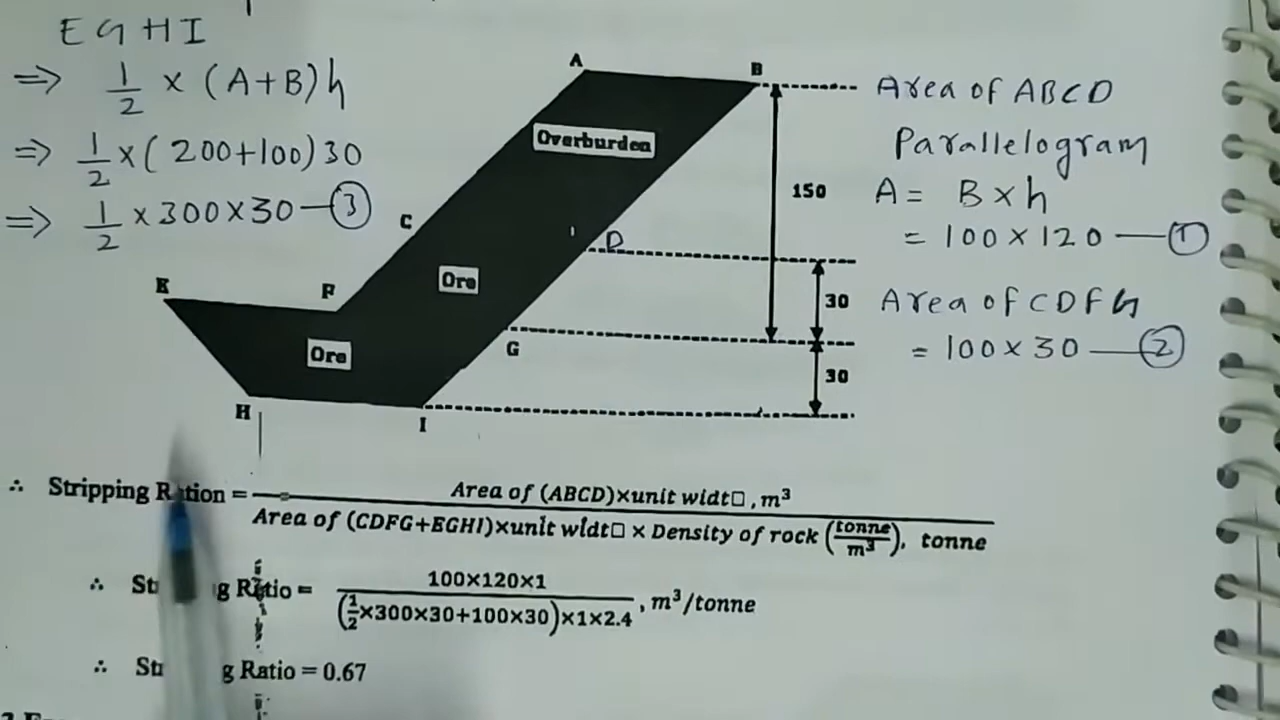 EGHI
=> 1/2 × (A+B)h
=> 1/2 × (200+100)30
=> 1/2 × 300×30 — ③
A
B
Overburden
C
D
150
E
F
Ore
30
Ore
G
30
H
I
Area of ABCD
Parallelogram
A = B×h
= 100×120 — ①
Area of CDFG
= 100×30 — ②
∴ Stripping Ration = Area of (ABCD)×unit widt□, m³
Area of (CDFG+EGHI)×unit widt□ × Density of rock (tonne/m³), tonne
∴ St g Ratio = 100×120×1
(1/2×300×30+100×30)×1×2.4, m³/tonne
∴ St g Ratio = 0.67